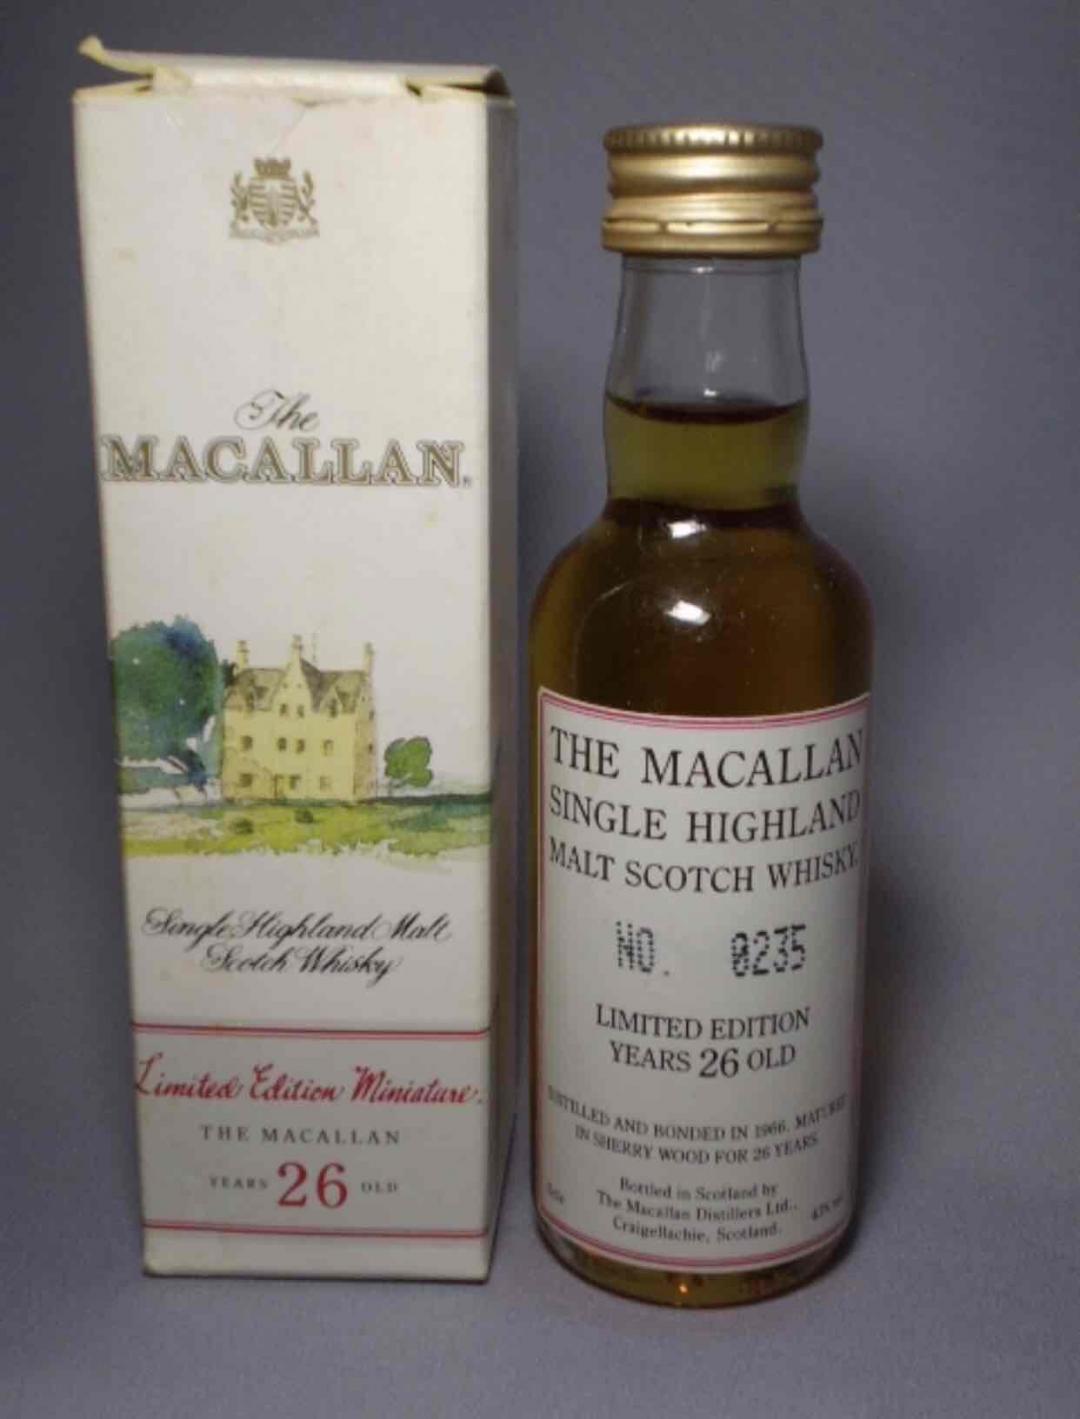 The
MACALLAN®
Single Highland Malt
Scotch Whisky
Limited Edition Miniature.
THE MACALLAN
YEARS 26 OLD
THE MACALLAN
SINGLE HIGHLAND
MALT SCOTCH WHISKY.
NO. 0235
LIMITED EDITION
YEARS 26 OLD
DISTILLED AND BONDED IN 1966. MATURED
IN SHERRY WOOD FOR 26 YEARS.
Bottled in Scotland by
The Macallan Distillers Ltd.,
Craigellachie, Scotland.